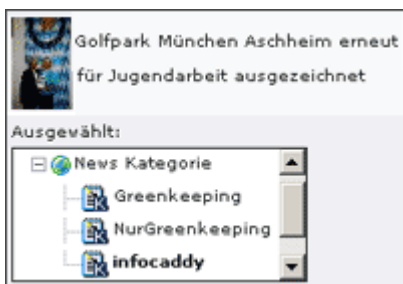 Golfpark München Aschheim erneut
für Jugendarbeit ausgezeichnet
Ausgewählt:
News Kategorie
Greenkeeping
NurGreenkeeping
infocaddy